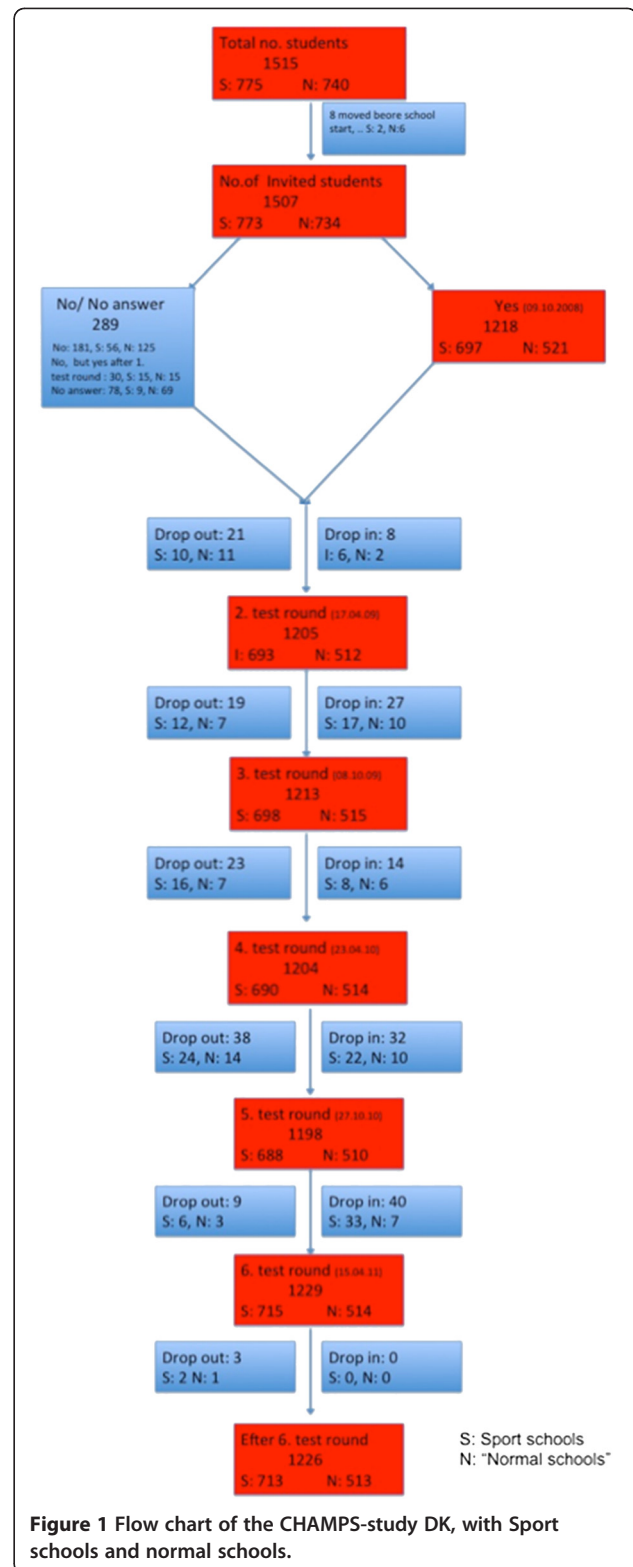 Total no. students
1515
S: 775 N: 740
8 moved beore school
start, .. S: 2, N:6
No.of Invited students
1507
S: 773 N:734
No/ No answer
289
No: 181, S: 56, N: 125
No, but yes after 1.
test round : 30, S: 15, N: 15
No answer: 78, S: 9, N: 69
Yes (09.10.2008)
1218
S: 697 N: 521
Drop out: 21
S: 10, N: 11
Drop in: 8
I: 6, N: 2
2. test round (17.04.09)
1205
I: 693 N: 512
Drop out: 19
S: 12, N: 7
Drop in: 27
S: 17, N: 10
3. test round (08.10.09)
1213
S: 698 N: 515
Drop out: 23
S: 16, N: 7
Drop in: 14
S: 8, N: 6
4. test round (23.04.10)
1204
S: 690 N: 514
Drop out: 38
S: 24, N: 14
Drop in: 32
S: 22, N: 10
5. test round (27.10.10)
1198
S: 688 N: 510
Drop out: 9
S: 6, N: 3
Drop in: 40
S: 33, N: 7
6. test round (15.04.11)
1229
S: 715 N: 514
Drop out: 3
S: 2 N: 1
Drop in: 0
S: 0, N: 0
Efter 6. test round
1226
S: 713 N: 513
S: Sport schools
N: “Normal schools”
Figure 1 Flow chart of the CHAMPS-study DK, with Sport
schools and normal schools.